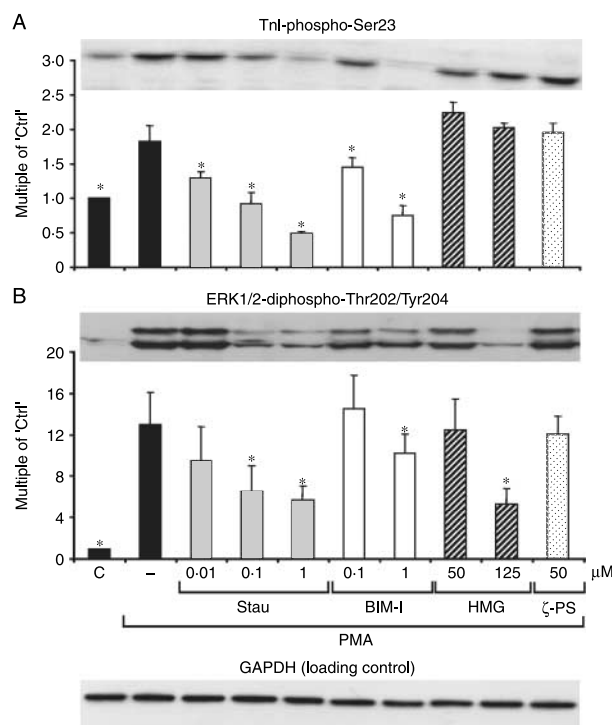 A
TnI-phospho-Ser23
Multiple of 'Ctrl'
3·0
2·5
2·0
1·5
1·0
0·5
0
* * * * * *
B
ERK1/2-diphospho-Thr202/Tyr204
Multiple of 'Ctrl'
20
16
12
8
4
0
* * * * *
C – 0·01 0·1 1 0·1 1 50 125 50 μM
Stau BIM-I HMG ζ-PS
PMA
GAPDH (loading control)